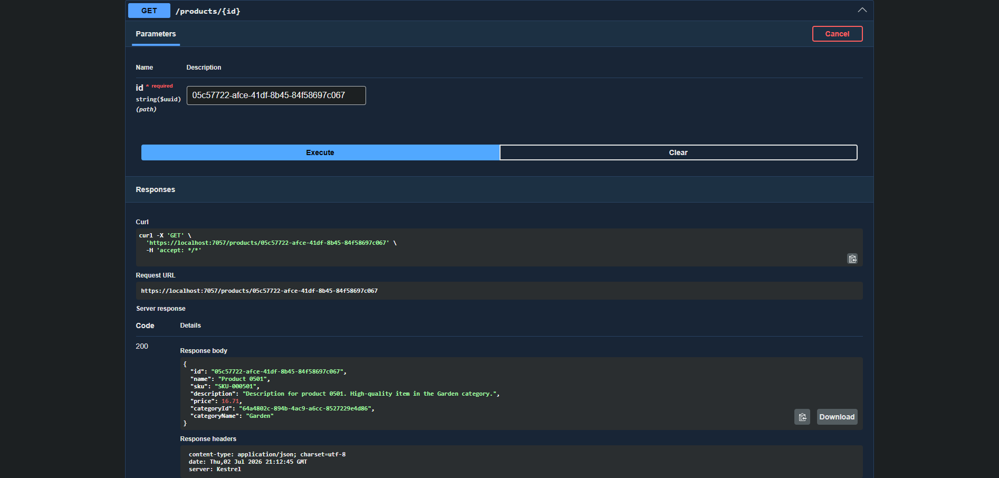 GET /products/{id}
Parameters
Cancel
Name Description
id * required
string($uuid)
(path)
05c57722-afce-41df-8b45-84f58697c067
Execute
Clear
Responses
Curl
curl -X 'GET' \
  'https://localhost:7057/products/05c57722-afce-41df-8b45-84f58697c067' \
  -H 'accept: */*'
Request URL
https://localhost:7057/products/05c57722-afce-41df-8b45-84f58697c067
Server response
Code Details
200
Response body
{
  "id": "05c57722-afce-41df-8b45-84f58697c067",
  "name": "Product 0501",
  "sku": "SKU-000501",
  "description": "Description for product 0501. High-quality item in the Garden category.",
  "price": 16.71,
  "categoryId": "64a4802c-894b-4ac9-a6cc-8527229e4d86",
  "categoryName": "Garden"
}
Download
Response headers
content-type: application/json; charset=utf-8
date: Thu,02 Jul 2026 21:12:45 GMT
server: Kestrel